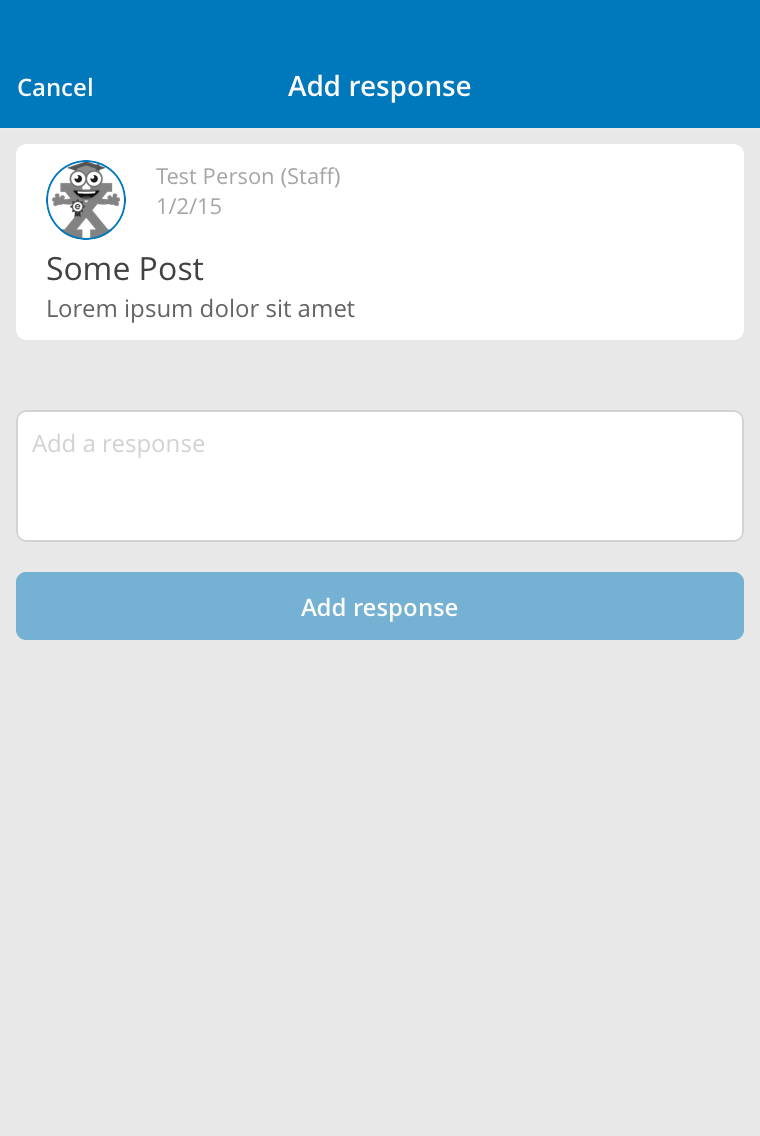 Cancel
Add response
Test Person (Staff)
1/2/15
Some Post
Lorem ipsum dolor sit amet
Add a response
Add response